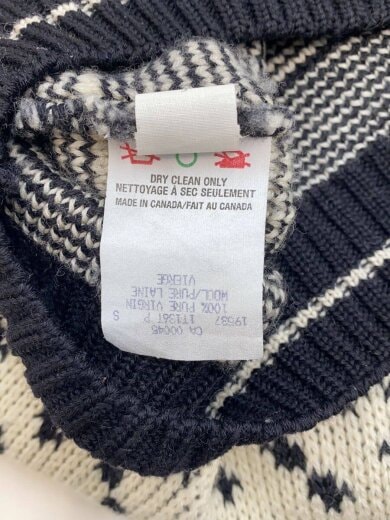 DRY CLEAN ONLY
NETTOYAGE À SEC SEULEMENT
MADE IN CANADA/FAIT AU CANADA
CA 00045
19587 1T136T P S
100% PURE VIRGIN
WOOL/PURE LAINE
VIERGE